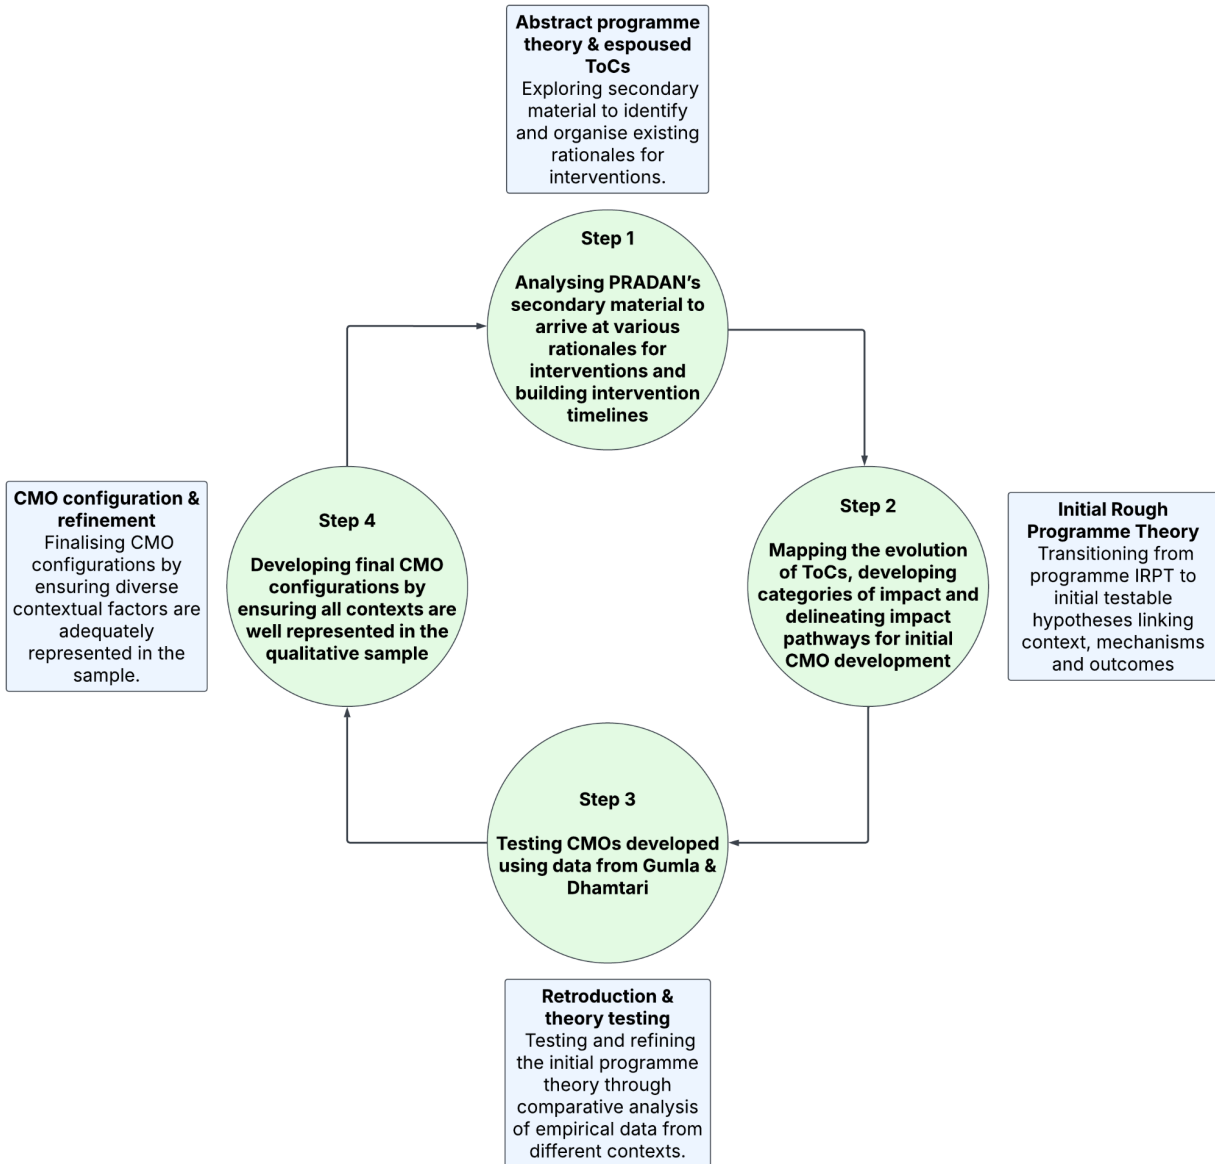 Abstract programme
theory & espoused
ToCs
Exploring secondary
material to identify
and organise existing
rationales for
interventions.
Step 1
Analysing PRADAN’s
secondary material to
arrive at various
rationales for
interventions and
building intervention
timelines
Step 2
Mapping the evolution
of ToCs, developing
categories of impact and
delineating impact
pathways for initial
CMO development
Initial Rough
Programme Theory
Transitioning from
programme IRPT to
initial testable
hypotheses linking
context, mechanisms
and outcomes
Step 3
Testing CMOs developed
using data from Gumla &
Dhamtari
Retroduction &
theory testing
Testing and refining
the initial programme
theory through
comparative analysis
of empirical data from
different contexts.
Step 4
Developing final CMO
configurations by
ensuring all contexts are
well represented in the
qualitative sample
CMO configuration &
refinement
Finalising CMO
configurations by
ensuring diverse
contextual factors are
adequately
represented in the
sample.